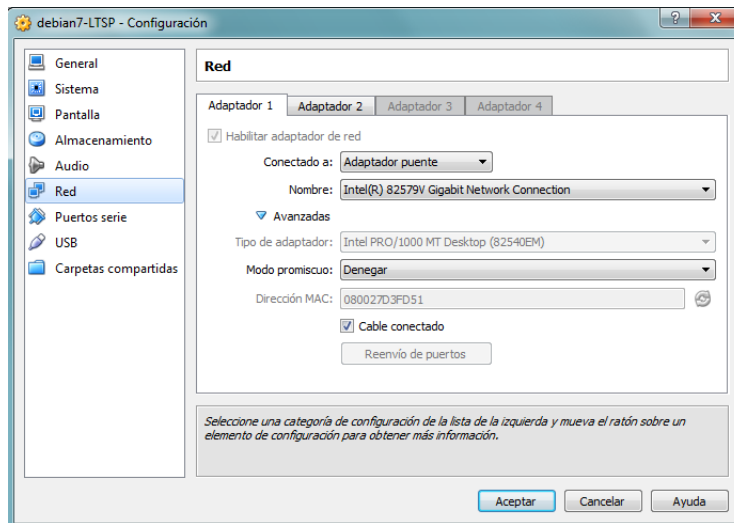 debian7-LTSP - Configuración
General
Sistema
Pantalla
Almacenamiento
Audio
Red
Puertos serie
USB
Carpetas compartidas
Red
Adaptador 1 Adaptador 2 Adaptador 3 Adaptador 4
Habilitar adaptador de red
Conectado a: Adaptador puente
Nombre: Intel(R) 82579V Gigabit Network Connection
Avanzadas
Tipo de adaptador: Intel PRO/1000 MT Desktop (82540EM)
Modo promiscuo: Denegar
Dirección MAC: 080027D3FD51
Cable conectado
Reenvío de puertos
Seleccione una categoría de configuración de la lista de la izquierda y mueva el ratón sobre un
elemento de configuración para obtener más información.
Aceptar Cancelar Ayuda